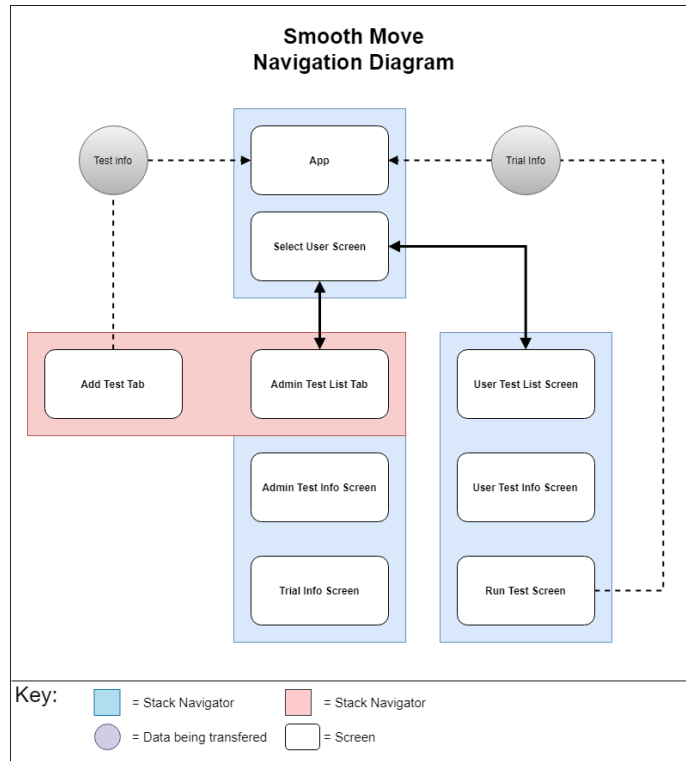 Smooth Move
Navigation Diagram
Test info
App
Trial Info
Select User Screen
Add Test Tab
Admin Test List Tab
User Test List Screen
Admin Test Info Screen
User Test Info Screen
Trial Info Screen
Run Test Screen
Key:
= Stack Navigator
= Stack Navigator
= Data being transfered
= Screen